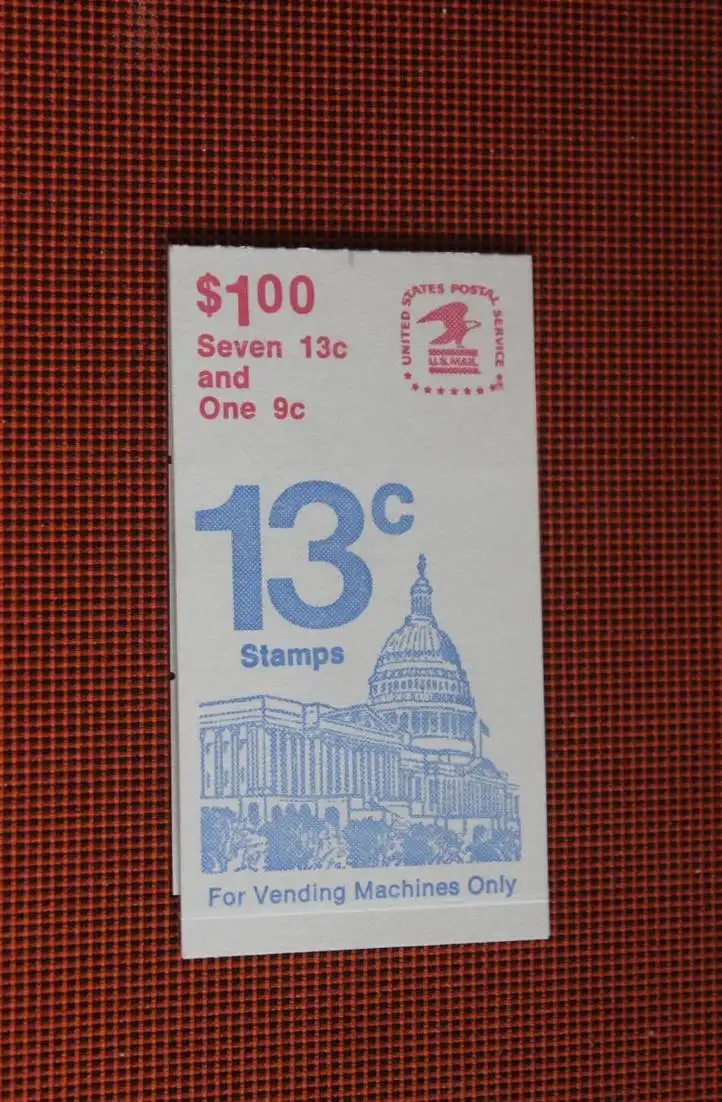 $1.00
Seven 13c
and
One 9c
UNITED STATES POSTAL SERVICE
U.S.MAIL
13c
Stamps
For Vending Machines Only